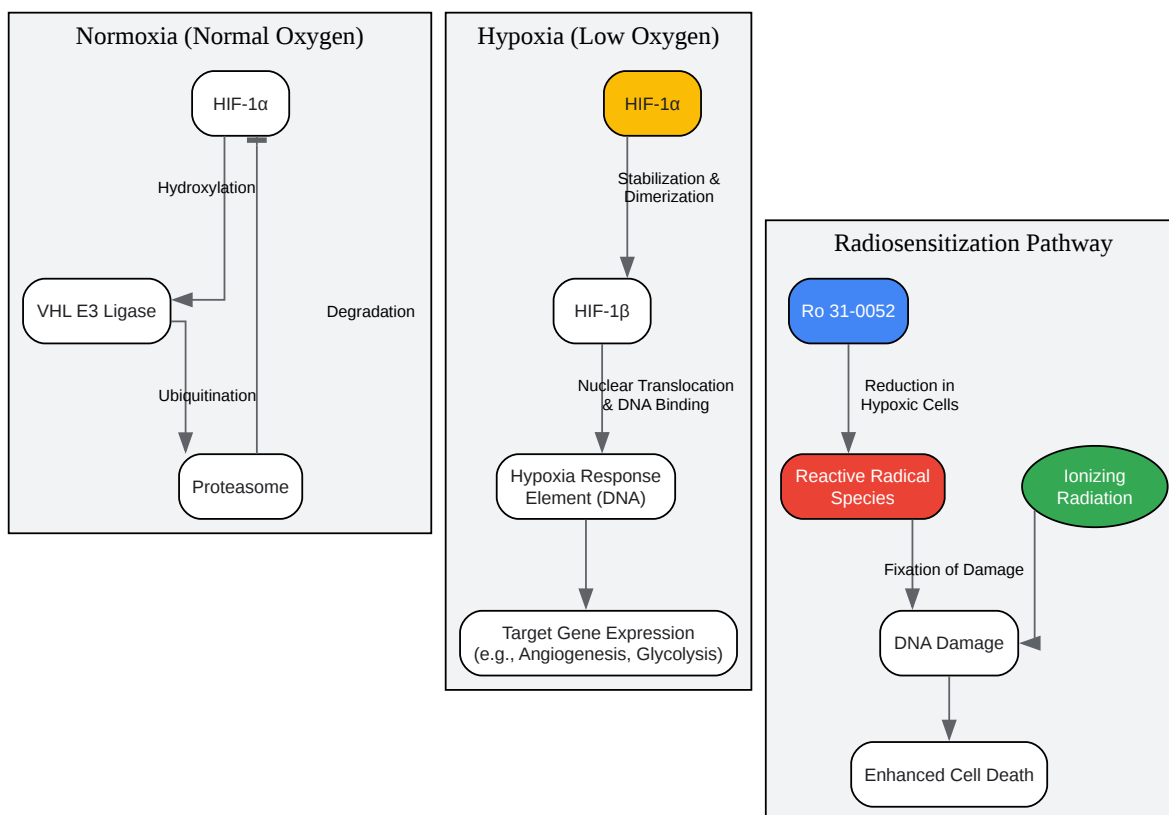 Normoxia (Normal Oxygen)
HIF-1α
Hydroxylation
VHL E3 Ligase
Degradation
Ubiquitination
Proteasome
Hypoxia (Low Oxygen)
HIF-1α
Stabilization &
Dimerization
HIF-1β
Nuclear Translocation
& DNA Binding
Hypoxia Response
Element (DNA)
Target Gene Expression
(e.g., Angiogenesis, Glycolysis)
Radiosensitization Pathway
Ro 31-0052
Reduction in
Hypoxic Cells
Reactive Radical
Species
Ionizing
Radiation
Fixation of Damage
DNA Damage
Enhanced Cell Death